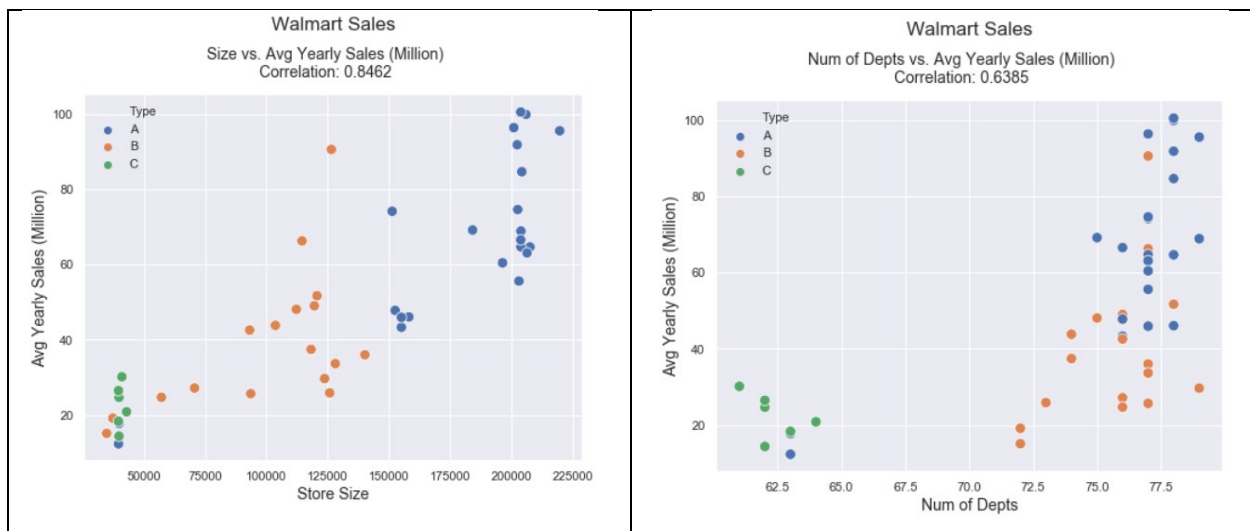 Walmart Sales
Size vs. Avg Yearly Sales (Million)
Correlation: 0.8462
Type
A
B
C
100
80
60
40
20
Avg Yearly Sales (Million)
50000 75000 100000 125000 150000 175000 200000 225000
Store Size
Walmart Sales
Num of Depts vs. Avg Yearly Sales (Million)
Correlation: 0.6385
Type
A
B
C
100
80
60
40
20
Avg Yearly Sales (Million)
62.5 65.0 67.5 70.0 72.5 75.0 77.5
Num of Depts